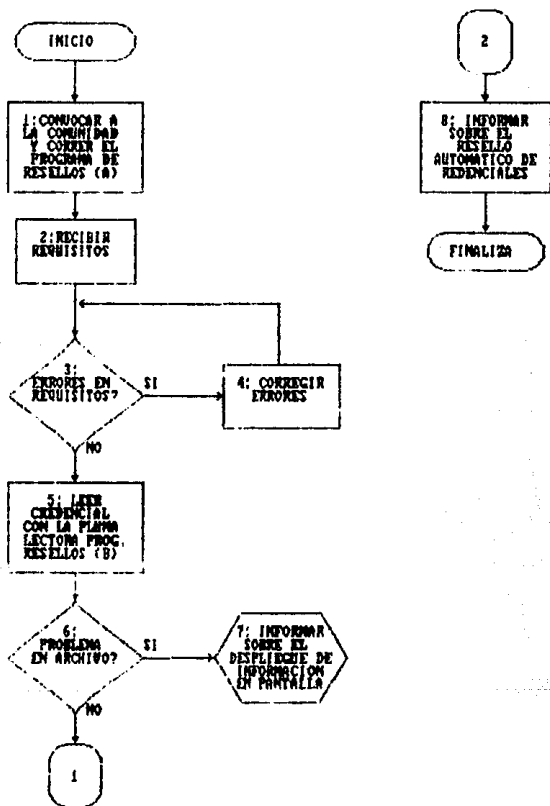 INICIO
1:CONVOCAR A
LA COMUNIDAD
Y CORRER EL
PROGRAMA DE
RESELLOS (A)
2:RECIBIR
REQUISITOS
3:
ERRORES EN
REQUISITOS?
SI
4: CORREGIR
ERRORES
NO
5: LEER
CREDENCIAL
CON LA PLUMA
LECTORA PROG.
RESELLOS (B)
6:
PROBLEMA
EN ARCHIVO?
SI
7: INFORMAR
SOBRE EL
DESPLIEGUE DE
INFORMACION
EN PANTALLA
NO
1
2
8: INFORMAR
SOBRE EL
RESELLO
AUTOMATICO DE
REDENCIALES
FINALIZA